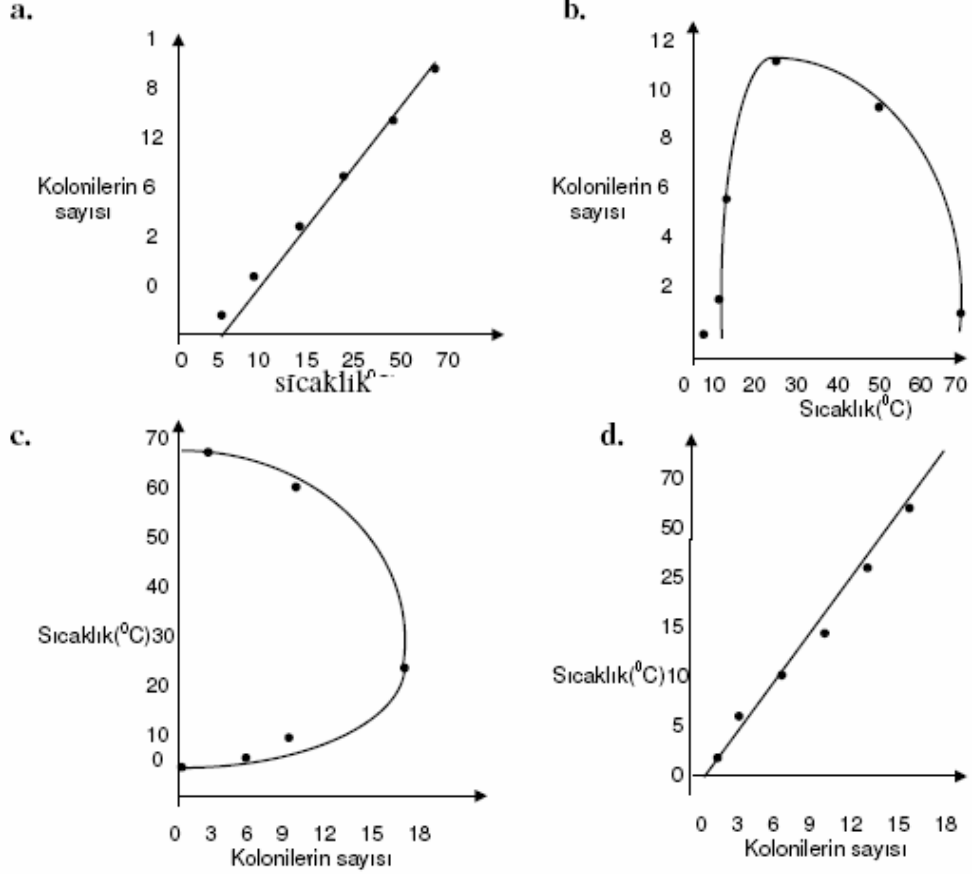 a.
1
8
12
Kolonilerin 6
sayısı
2
0
0 5 10 15 25 50 70
sıcaklık
b.
12
10
8
Kolonilerin 6
sayısı
4
2
0 10 20 30 40 50 60 70
Sıcaklık(⁰C)
c.
70
60
50
40
Sıcaklık(⁰C)30
20
10
0
0 3 6 9 12 15 18
Kolonilerin sayısı
d.
70
50
25
15
Sıcaklık(⁰C)10
5
0
0 3 6 9 12 15 18
Kolonilerin sayısı